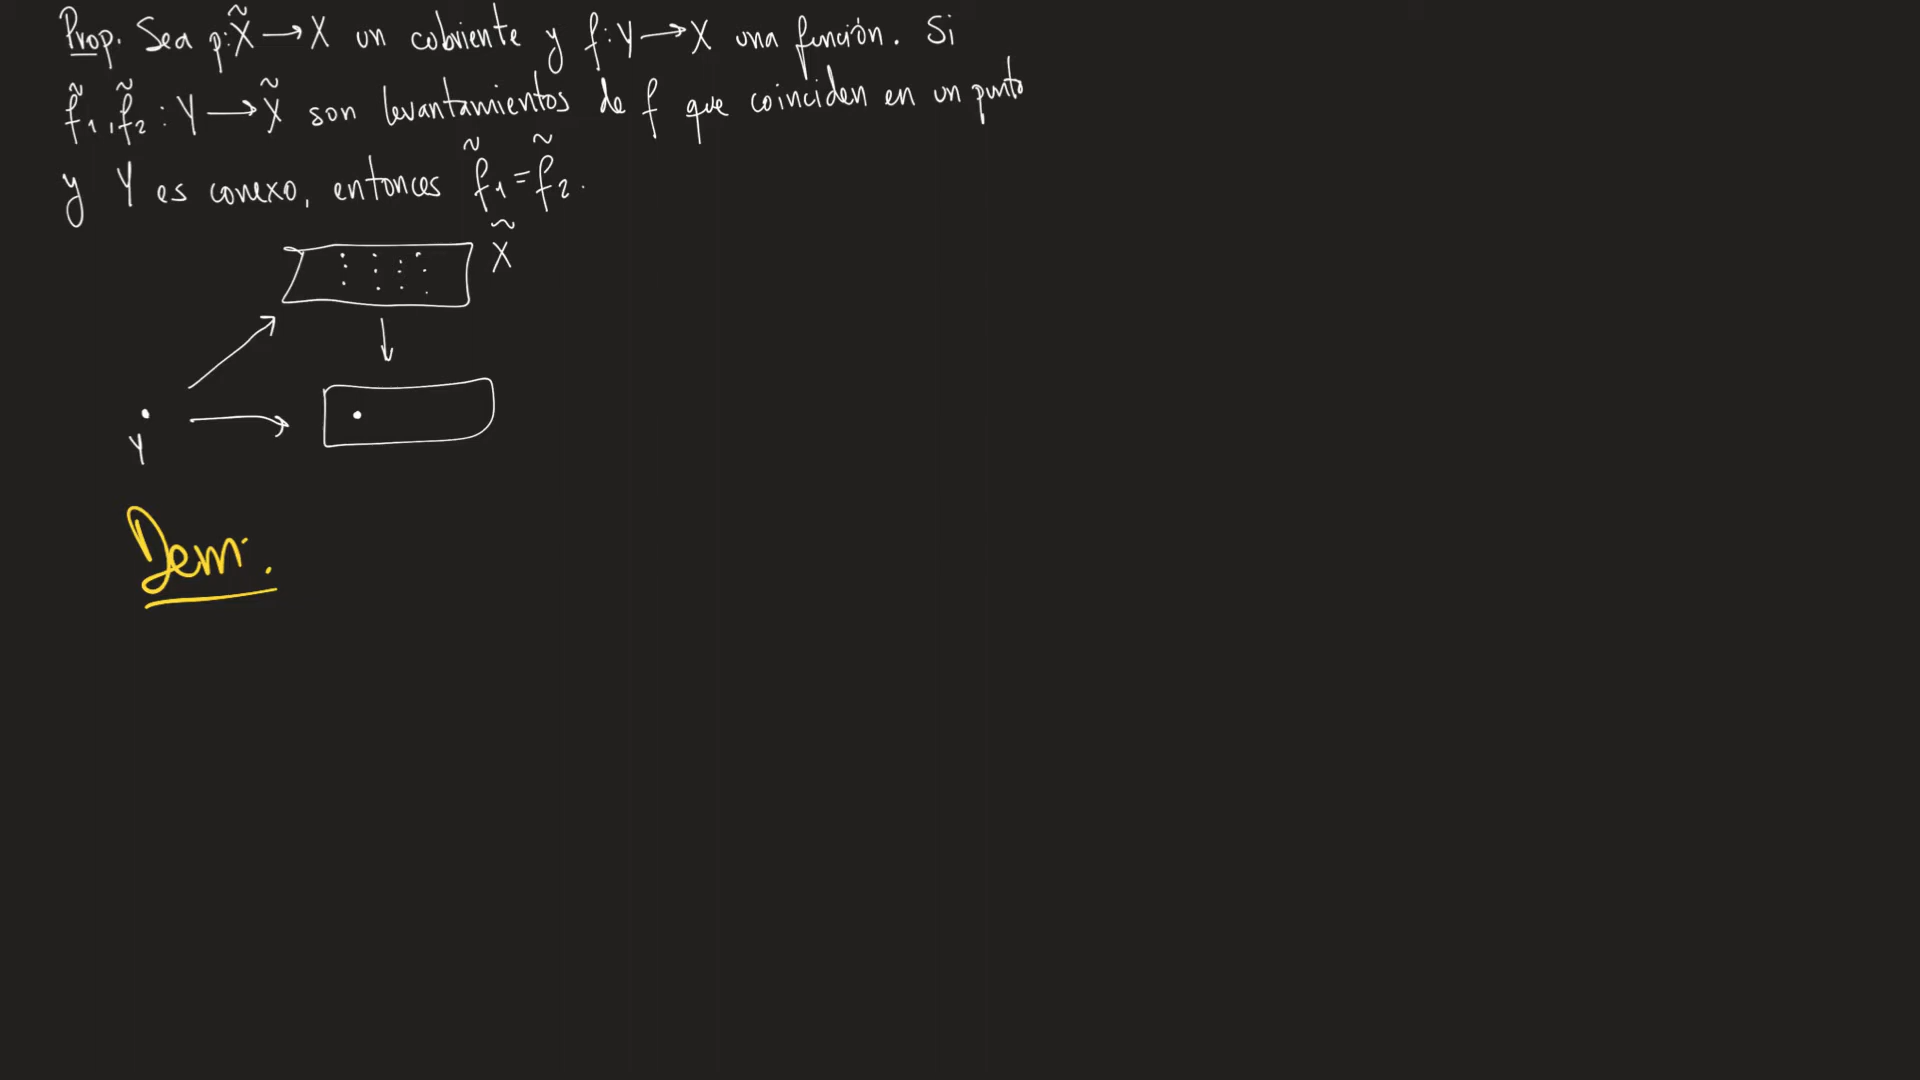 Prop. Sea p: X̃ → X un cubriente y f: Y → X una función. Si
f̃₁, f̃₂ : Y → X̃ son levantamientos de f que coinciden en un punto
y Y es conexo, entonces f̃₁ = f̃₂.
X̃
Y
Dem.